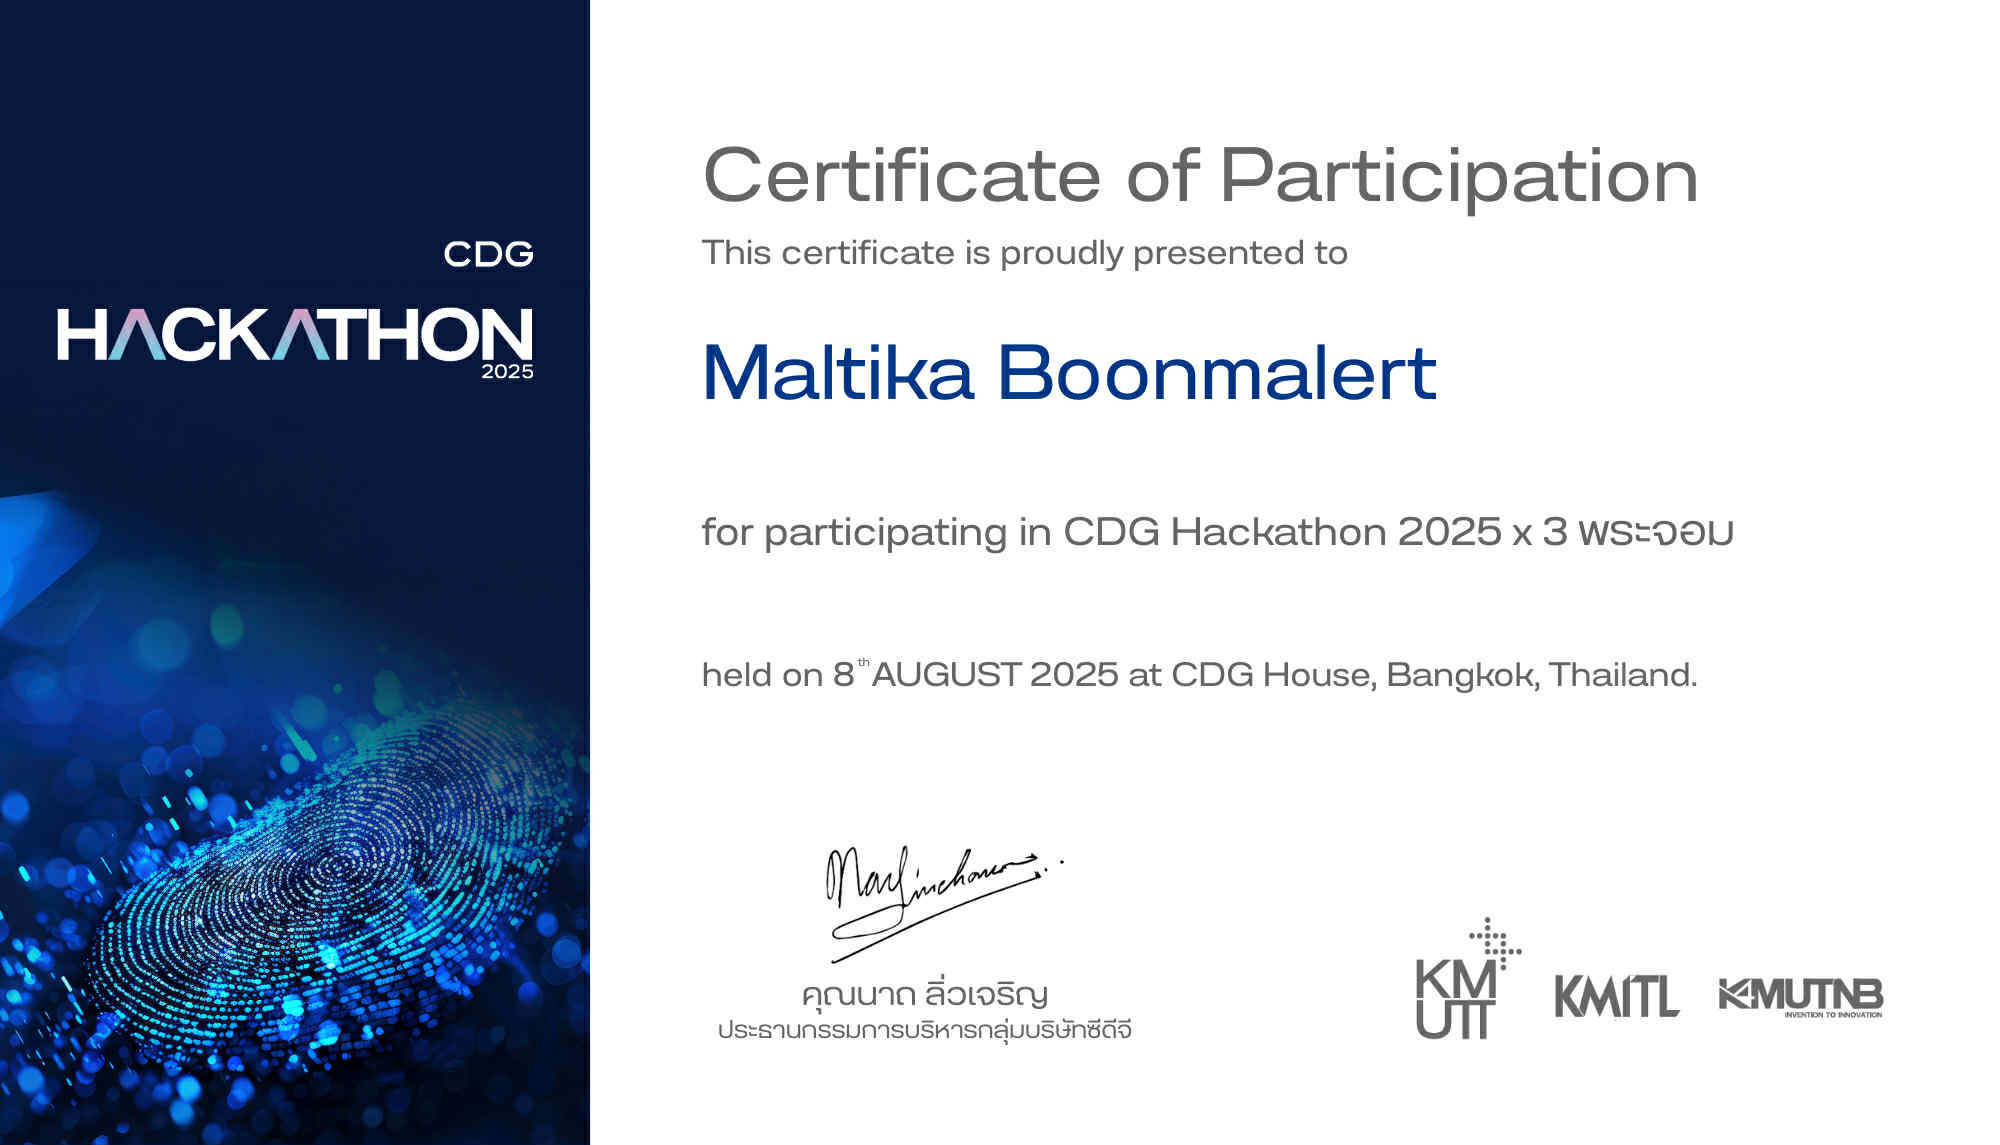 CDG
HACKATHON
2025
Certificate of Participation
This certificate is proudly presented to
Maltika Boonmalert
for participating in CDG Hackathon 2025 x 3 พระจอม
held on 8th AUGUST 2025 at CDG House, Bangkok, Thailand.
คุณนาถ ลิ่วเจริญ
ประธานกรรมการบริหารกลุ่มบริษัทซีดีจี
KM
UTT
KMITL
KMUTNB
INVENTION TO INNOVATION